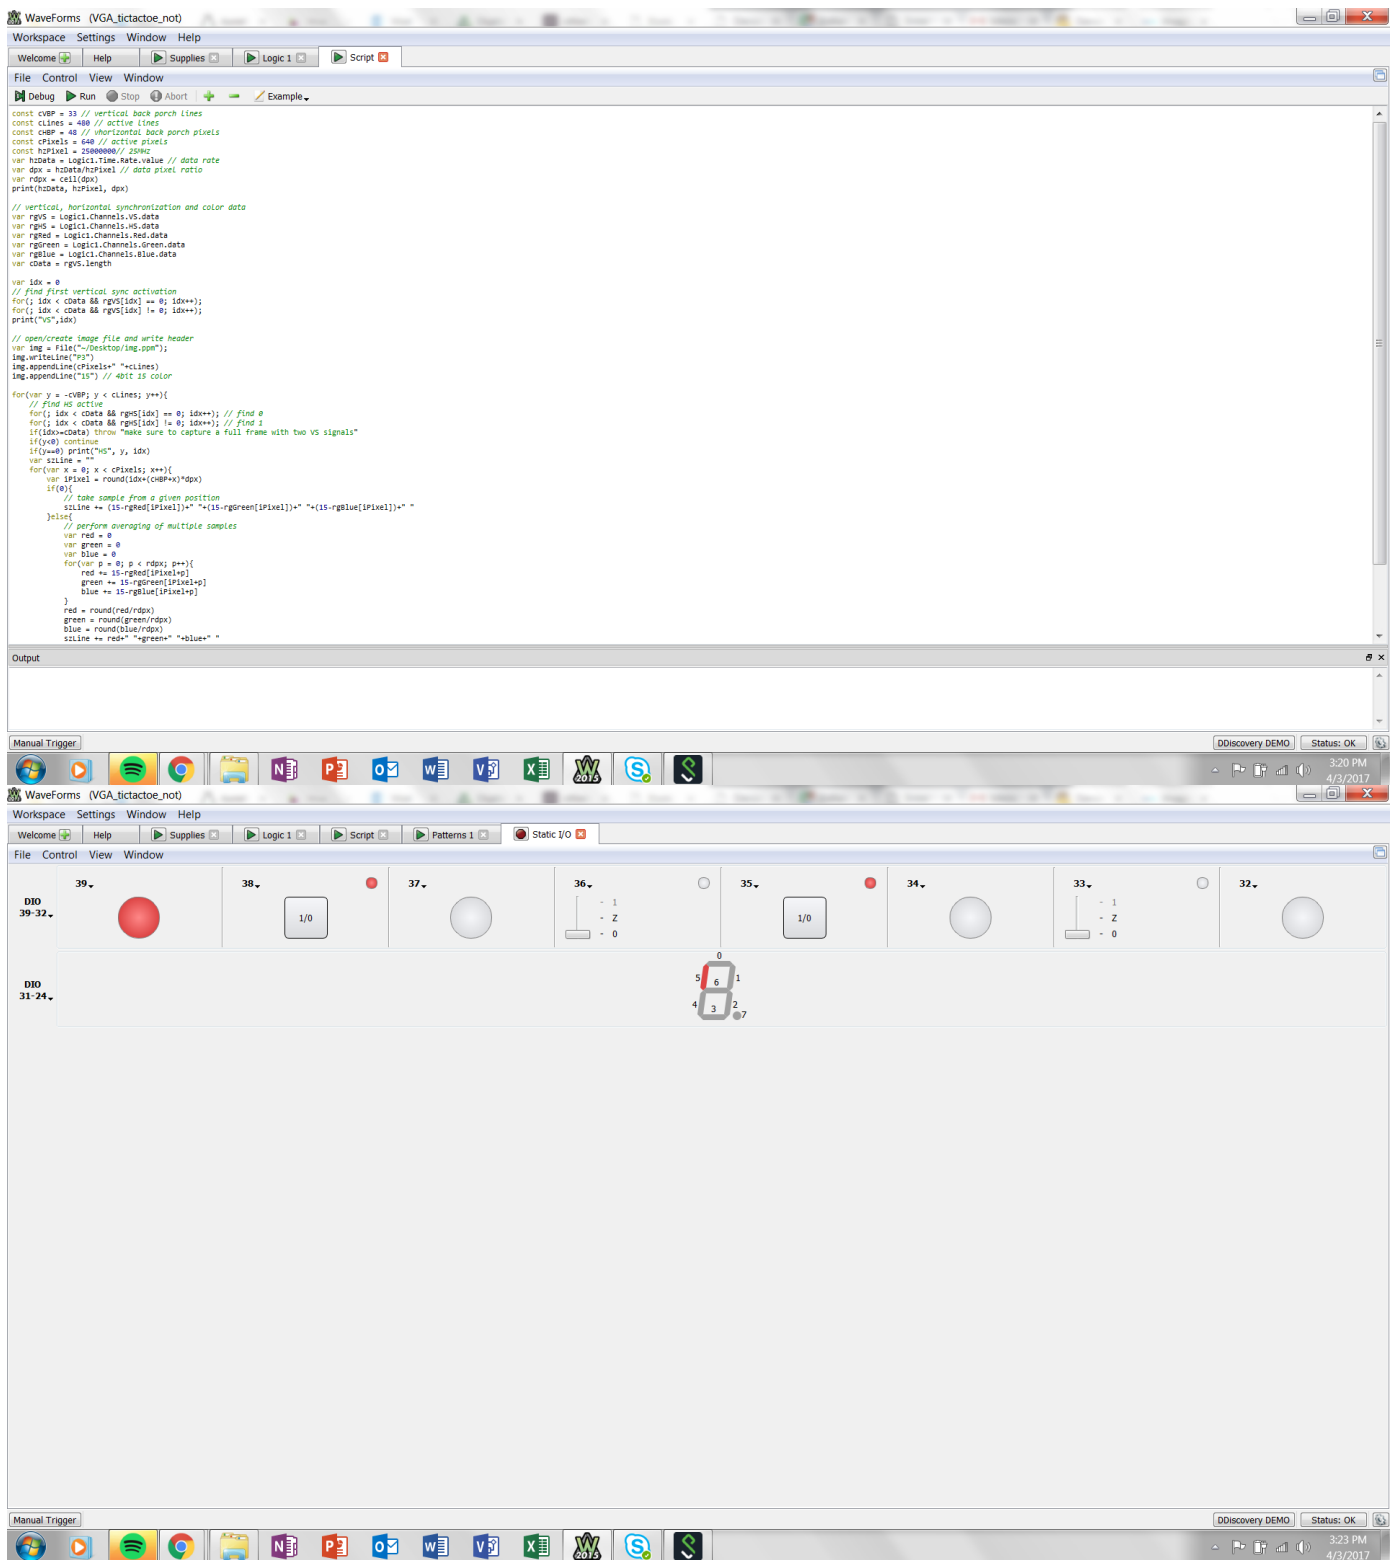 WaveForms (VGA_tictactoe_not)
Workspace Settings Window Help
Welcome Help Supplies Logic 1 Script
File Control View Window
Debug Run Stop Abort Example
const cVBP = 33 // vertical back porch lines
const cLines = 480 // active lines
const cHBP = 48 // vhorizontal back porch pixels
const cPixels = 640 // active pixels
const hzPixel = 25000000// 25MHz
var hzData = Logic1.Time.Rate.value // data rate
var dpx = hzData/hzPixel // data pixel ratio
var rdpx = ceil(dpx)
print(hzData, hzPixel, dpx)
// vertical, horizontal synchronization and color data
var rgVS = Logic1.Channels.VS.data
var rgHS = Logic1.Channels.HS.data
var rgRed = Logic1.Channels.Red.data
var rgGreen = Logic1.Channels.Green.data
var rgBlue = Logic1.Channels.Blue.data
var cData = rgVS.length
var idx = 0
// find first vertical sync activation
for(; idx < cData && rgVS[idx] == 0; idx++);
for(; idx < cData && rgVS[idx] != 0; idx++);
print("VS",idx)
// open/create image file and write header
var img = File("~/Desktop/img.ppm");
img.writeLine("P3")
img.appendLine(cPixels+" "+cLines)
img.appendLine("15") // 4bit 15 color
for(var y = -cVBP; y < cLines; y++){
// find HS active
for(; idx < cData && rgHS[idx] == 0; idx++); // find 0
for(; idx < cData && rgHS[idx] != 0; idx++); // find 1
if(idx>=cData) throw "make sure to capture a full frame with two VS signals"
if(y<0) continue
if(y==0) print("HS", y, idx)
var szLine = ""
for(var x = 0; x < cPixels; x++){
var iPixel = round(idx+(cHBP+x)*dpx)
if(0){
// take sample from a given position
szLine += (15-rgRed[iPixel])+" "+(15-rgGreen[iPixel])+" "+(15-rgBlue[iPixel])+" "
}else{
// perform averaging of multiple samples
var red = 0
var green = 0
var blue = 0
for(var p = 0; p < rdpx; p++){
red += 15-rgRed[iPixel+p]
green += 15-rgGreen[iPixel+p]
blue += 15-rgBlue[iPixel+p]
}
red = round(red/rdpx)
green = round(green/rdpx)
blue = round(blue/rdpx)
szLine += red+" "+green+" "+blue+" "
Output
Manual Trigger DDiscovery DEMO Status: OK
2015 3:20 PM
4/3/2017
WaveForms (VGA_tictactoe_not)
Workspace Settings Window Help
Welcome Help Supplies Logic 1 Script Patterns 1 Static I/O
File Control View Window
DIO
39-32
39 38 37 36 35 34 33 32
1/0 1 Z 0 1/0 1 Z 0
DIO
31-24
0
5 6 1
4 3 2 7
Manual Trigger DDiscovery DEMO Status: OK
2015 3:23 PM
4/3/2017